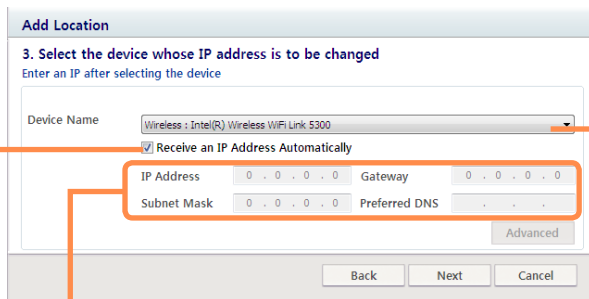 Add Location
3. Select the device whose IP address is to be changed
Enter an IP after selecting the device
Device Name
Wireless : Intel(R) Wireless WiFi Link 5300
Receive an IP Address Automatically
IP Address 0 . 0 . 0 . 0 Gateway 0 . 0 . 0 . 0
Subnet Mask 0 . 0 . 0 . 0 Preferred DNS . . .
Advanced
Back Next Cancel